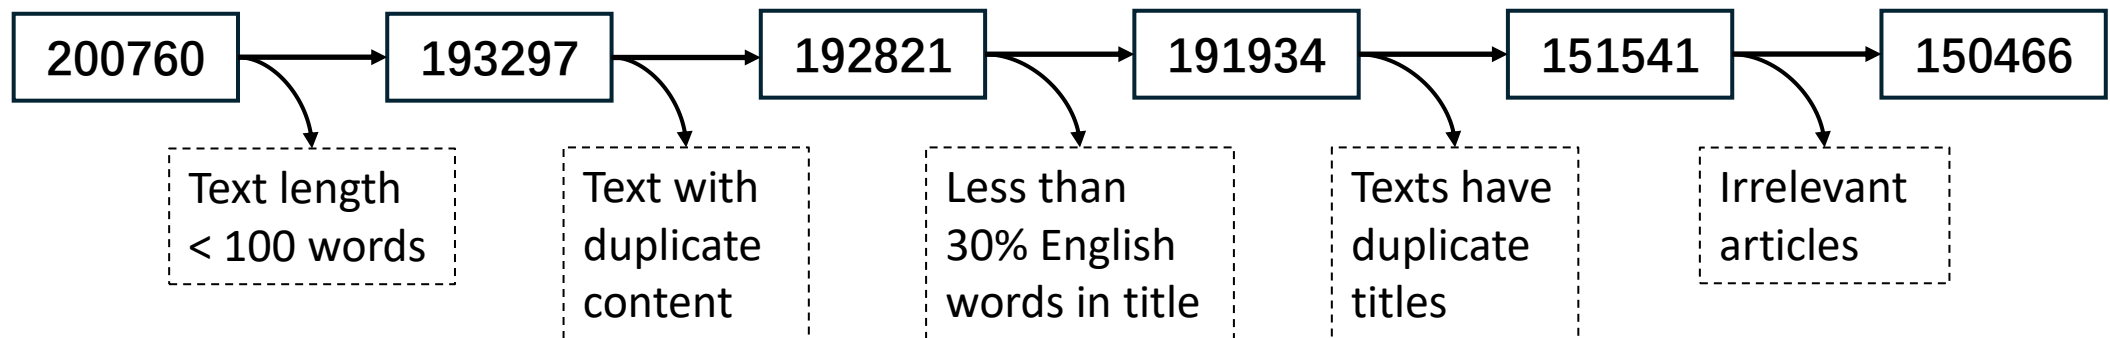 200760
193297
192821
191934
151541
150466
Text length
< 100 words
Text with
duplicate
content
Less than
30% English
words in title
Texts have
duplicate
titles
Irrelevant
articles